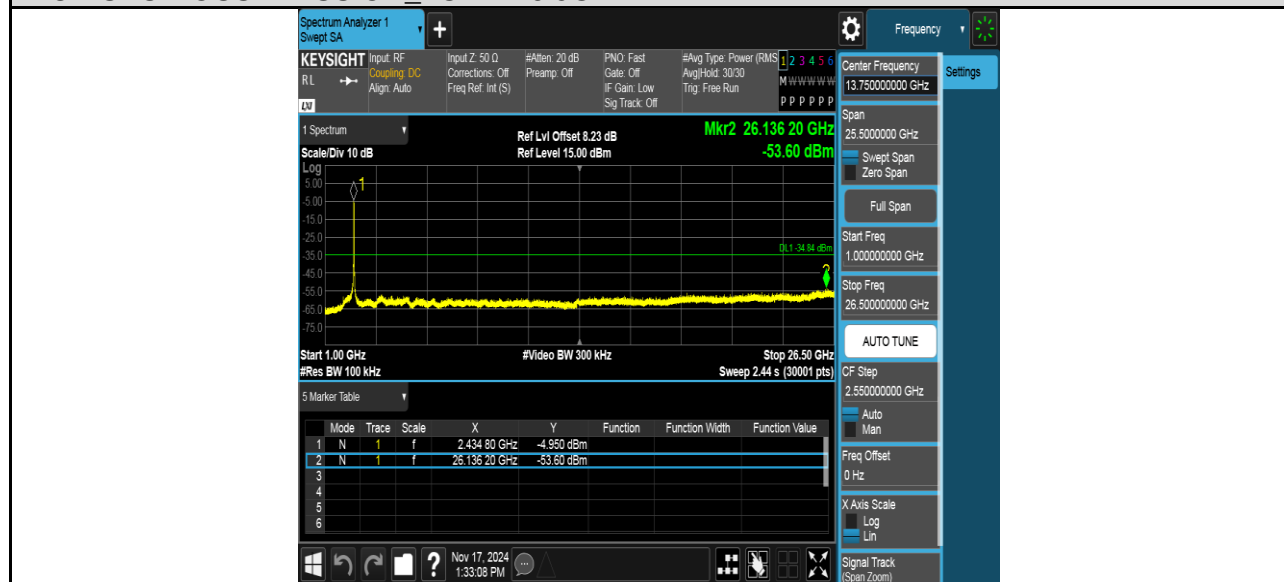 Spectrum Analyzer 1
Swept SA
+
Frequency
KEYSIGHT Input: RF Input Z: 50 Ω #Atten: 20 dB PNO: Fast #Avg Type: Power (RMS 1 2 3 4 5 6
RL Coupling: DC Corrections: Off Preamp: Off Gate: Off Avg|Hold: 30/30 M W W W W W
Align: Auto Freq Ref: Int (S) IF Gain: Low Trig: Free Run
LXI Sig Track: Off P P P P P P
1 Spectrum
Ref Lvl Offset 8.23 dB Mkr2 26.136 20 GHz
Scale/Div 10 dB Ref Level 15.00 dBm -53.60 dBm
Log
5.00
1
-5.00
-15.0
-25.0
DL1 -34.84 dBm
-35.0
-45.0
2
-55.0
-65.0
-75.0
Start 1.00 GHz #Video BW 300 kHz Stop 26.50 GHz
#Res BW 100 kHz Sweep 2.44 s (30001 pts)
5 Marker Table
Mode Trace Scale X Y Function Function Width Function Value
1 N 1 f 2.434 80 GHz -4.950 dBm
2 N 1 f 26.136 20 GHz -53.60 dBm
3
4
5
6
?
Nov 17, 2024
1:33:08 PM
Center Frequency
13.750000000 GHz
Settings
Span
25.5000000 GHz
Swept Span
Zero Span
Full Span
Start Freq
1.000000000 GHz
Stop Freq
26.500000000 GHz
AUTO TUNE
CF Step
2.550000000 GHz
Auto
Man
Freq Offset
0 Hz
X Axis Scale
Log
Lin
Signal Track
(Span Zoom)